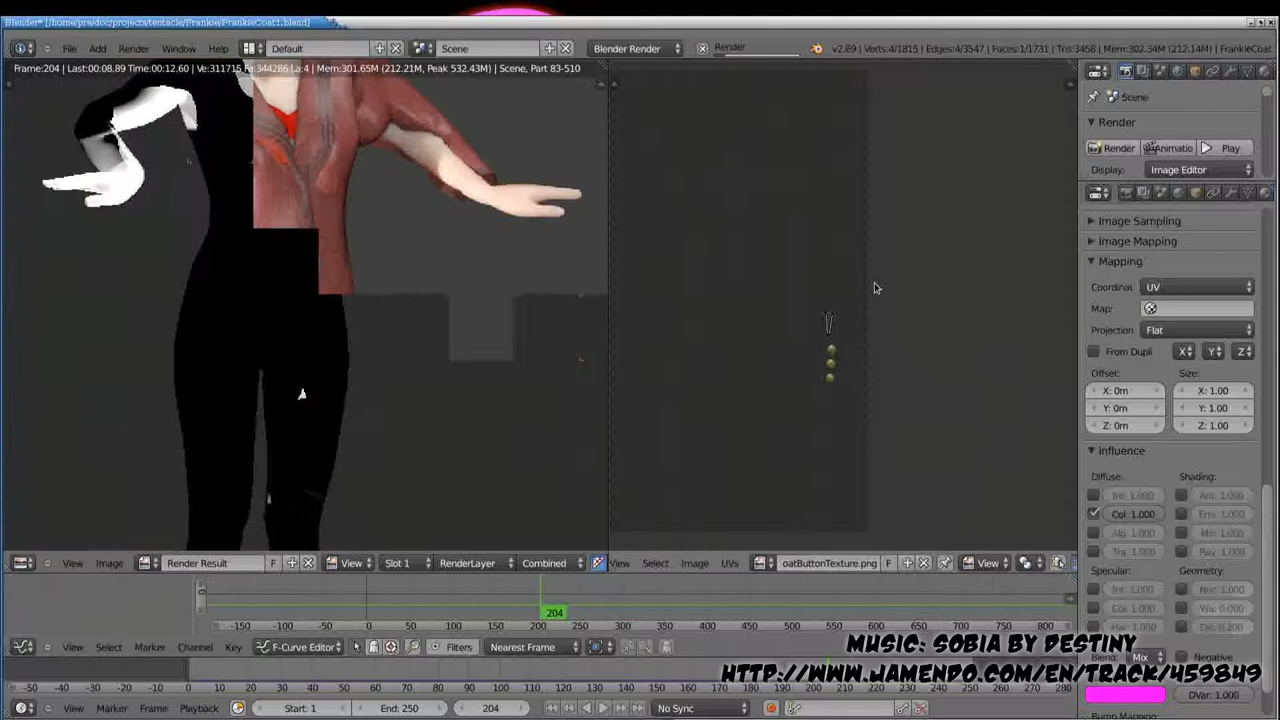 Blender* [/home/pre/doc/projects/tentacle/Frankie/FrankieCoat1.blend]
File Add Render Window Help Default Scene Blender Render Render v2.69 | Verts:4/1815 | Edges:4/3547 | Faces:1/1731 | Tris:3458 | Mem:302.34M (212.14M) | FrankieCoat
Frame:204 | Last:00:08.89 Time:00:12.60 | Ve:311715 Fa:344286 La:4 | Mem:301.65M (212.21M, Peak 532.43M) | Scene, Part 83-510
Scene
Render
Render Animatio Play
Display: Image Editor
Image Sampling
Image Mapping
Mapping
Coordinat UV
Map:
Projection Flat
From Dupli X Y Z
Offset: Size:
X: 0m X: 1.00
Y: 0m Y: 1.00
Z: 0m Z: 1.00
Influence
Diffuse: Shading:
Int: 1.000 Am: 1.000
Col: 1.000 Emi: 1.000
Alp: 1.000 Mir: 1.000
Tra: 1.000 Ray: 1.000
Specular: Geometry:
Int: 1.000 Nor: 1.000
Col: 1.000 Wa: 0.000
Har: 1.000 Dis: 0.200
Blend: Mix Negative
DVar: 1.000
Bump Mapping
View Image Render Result F View Slot 1 RenderLayer Combined View Select Image UVs oatButtonTexture.png F View
204
-150 -100 -50 0 50 100 150 200 250 300 350 400 450 500 550 600 650 700 750 800
View Select Marker Channel Key F-Curve Editor Filters Nearest Frame
MUSIC: SOBIA BY DESTINY
HTTP://WWW.JAMENDO.COM/EN/TRACK/459849
-50 -40 -30 -20 -10 0 10 20 30 40 50 60 70 80 90 100 110 120 130 140 150 160 170 180 190 200 210 220 230 240 250 260 270 280
View Marker Frame Playback Start: 1 End: 250 204 No Sync